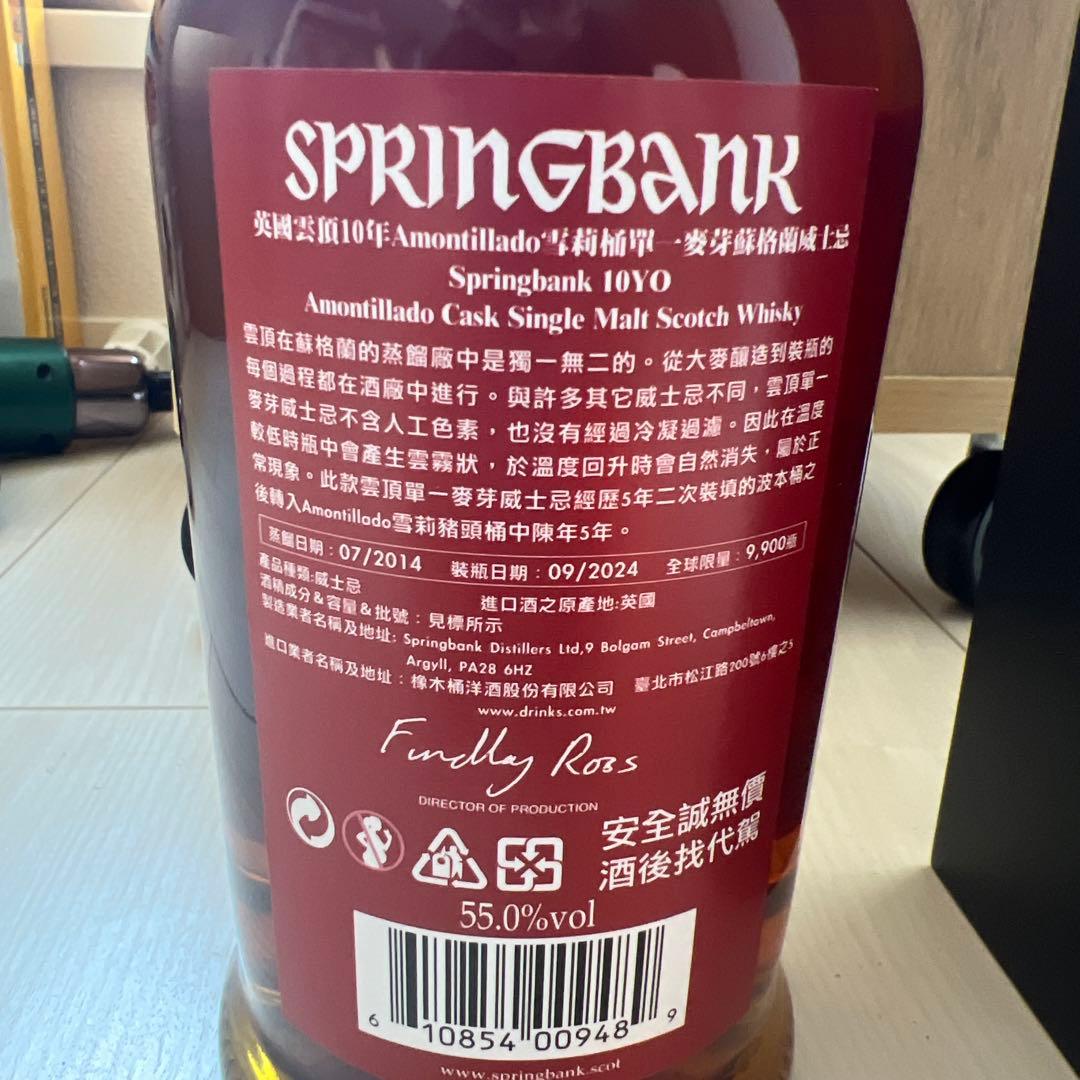 SPRINGBANK
英國雲頂10年Amontillado雪莉桶單一麥芽蘇格蘭威士忌
Springbank 10YO
Amontillado Cask Single Malt Scotch Whisky
雲頂在蘇格蘭的蒸餾廠中是獨一無二的。從大麥釀造到裝瓶的
每個過程都在酒廠中進行。與許多其它威士忌不同，雲頂單一
麥芽威士忌不含人工色素，也沒有經過冷凝過濾。因此在溫度
較低時瓶中會產生雲霧狀，於溫度回升時會自然消失，屬於正
常現象。此款雲頂單一麥芽威士忌經歷5年二次裝填的波本桶之
後轉入Amontillado雪莉豬頭桶中陳年5年。
蒸餾日期：07/2014 裝瓶日期：09/2024 全球限量：9,900瓶
產品種類:威士忌 進口酒之原產地:英國
酒精成分&容量&批號：見標所示
製造業者名稱及地址: Springbank Distillers Ltd,9 Bolgam Street, Campbeltown,
Argyll, PA28 6HZ
進口業者名稱及地址：橡木桶洋酒股份有限公司 臺北市松江路200號6樓之5
www.drinks.com.tw
Findlay Ross
DIRECTOR OF PRODUCTION
安全誠無價
酒後找代駕
55.0%vol
6 10854 00948 9
www.springbank.scot